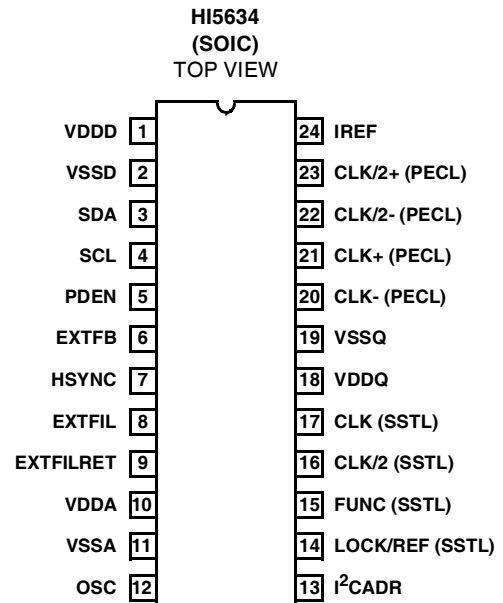 HI5634
(SOIC)
TOP VIEW
VDDD 1 24 IREF
VSSD 2 23 CLK/2+ (PECL)
SDA 3 22 CLK/2- (PECL)
SCL 4 21 CLK+ (PECL)
PDEN 5 20 CLK- (PECL)
EXTFB 6 19 VSSQ
HSYNC 7 18 VDDQ
EXTFIL 8 17 CLK (SSTL)
EXTFILRET 9 16 CLK/2 (SSTL)
VDDA 10 15 FUNC (SSTL)
VSSA 11 14 LOCK/REF (SSTL)
OSC 12 13 I²CADR